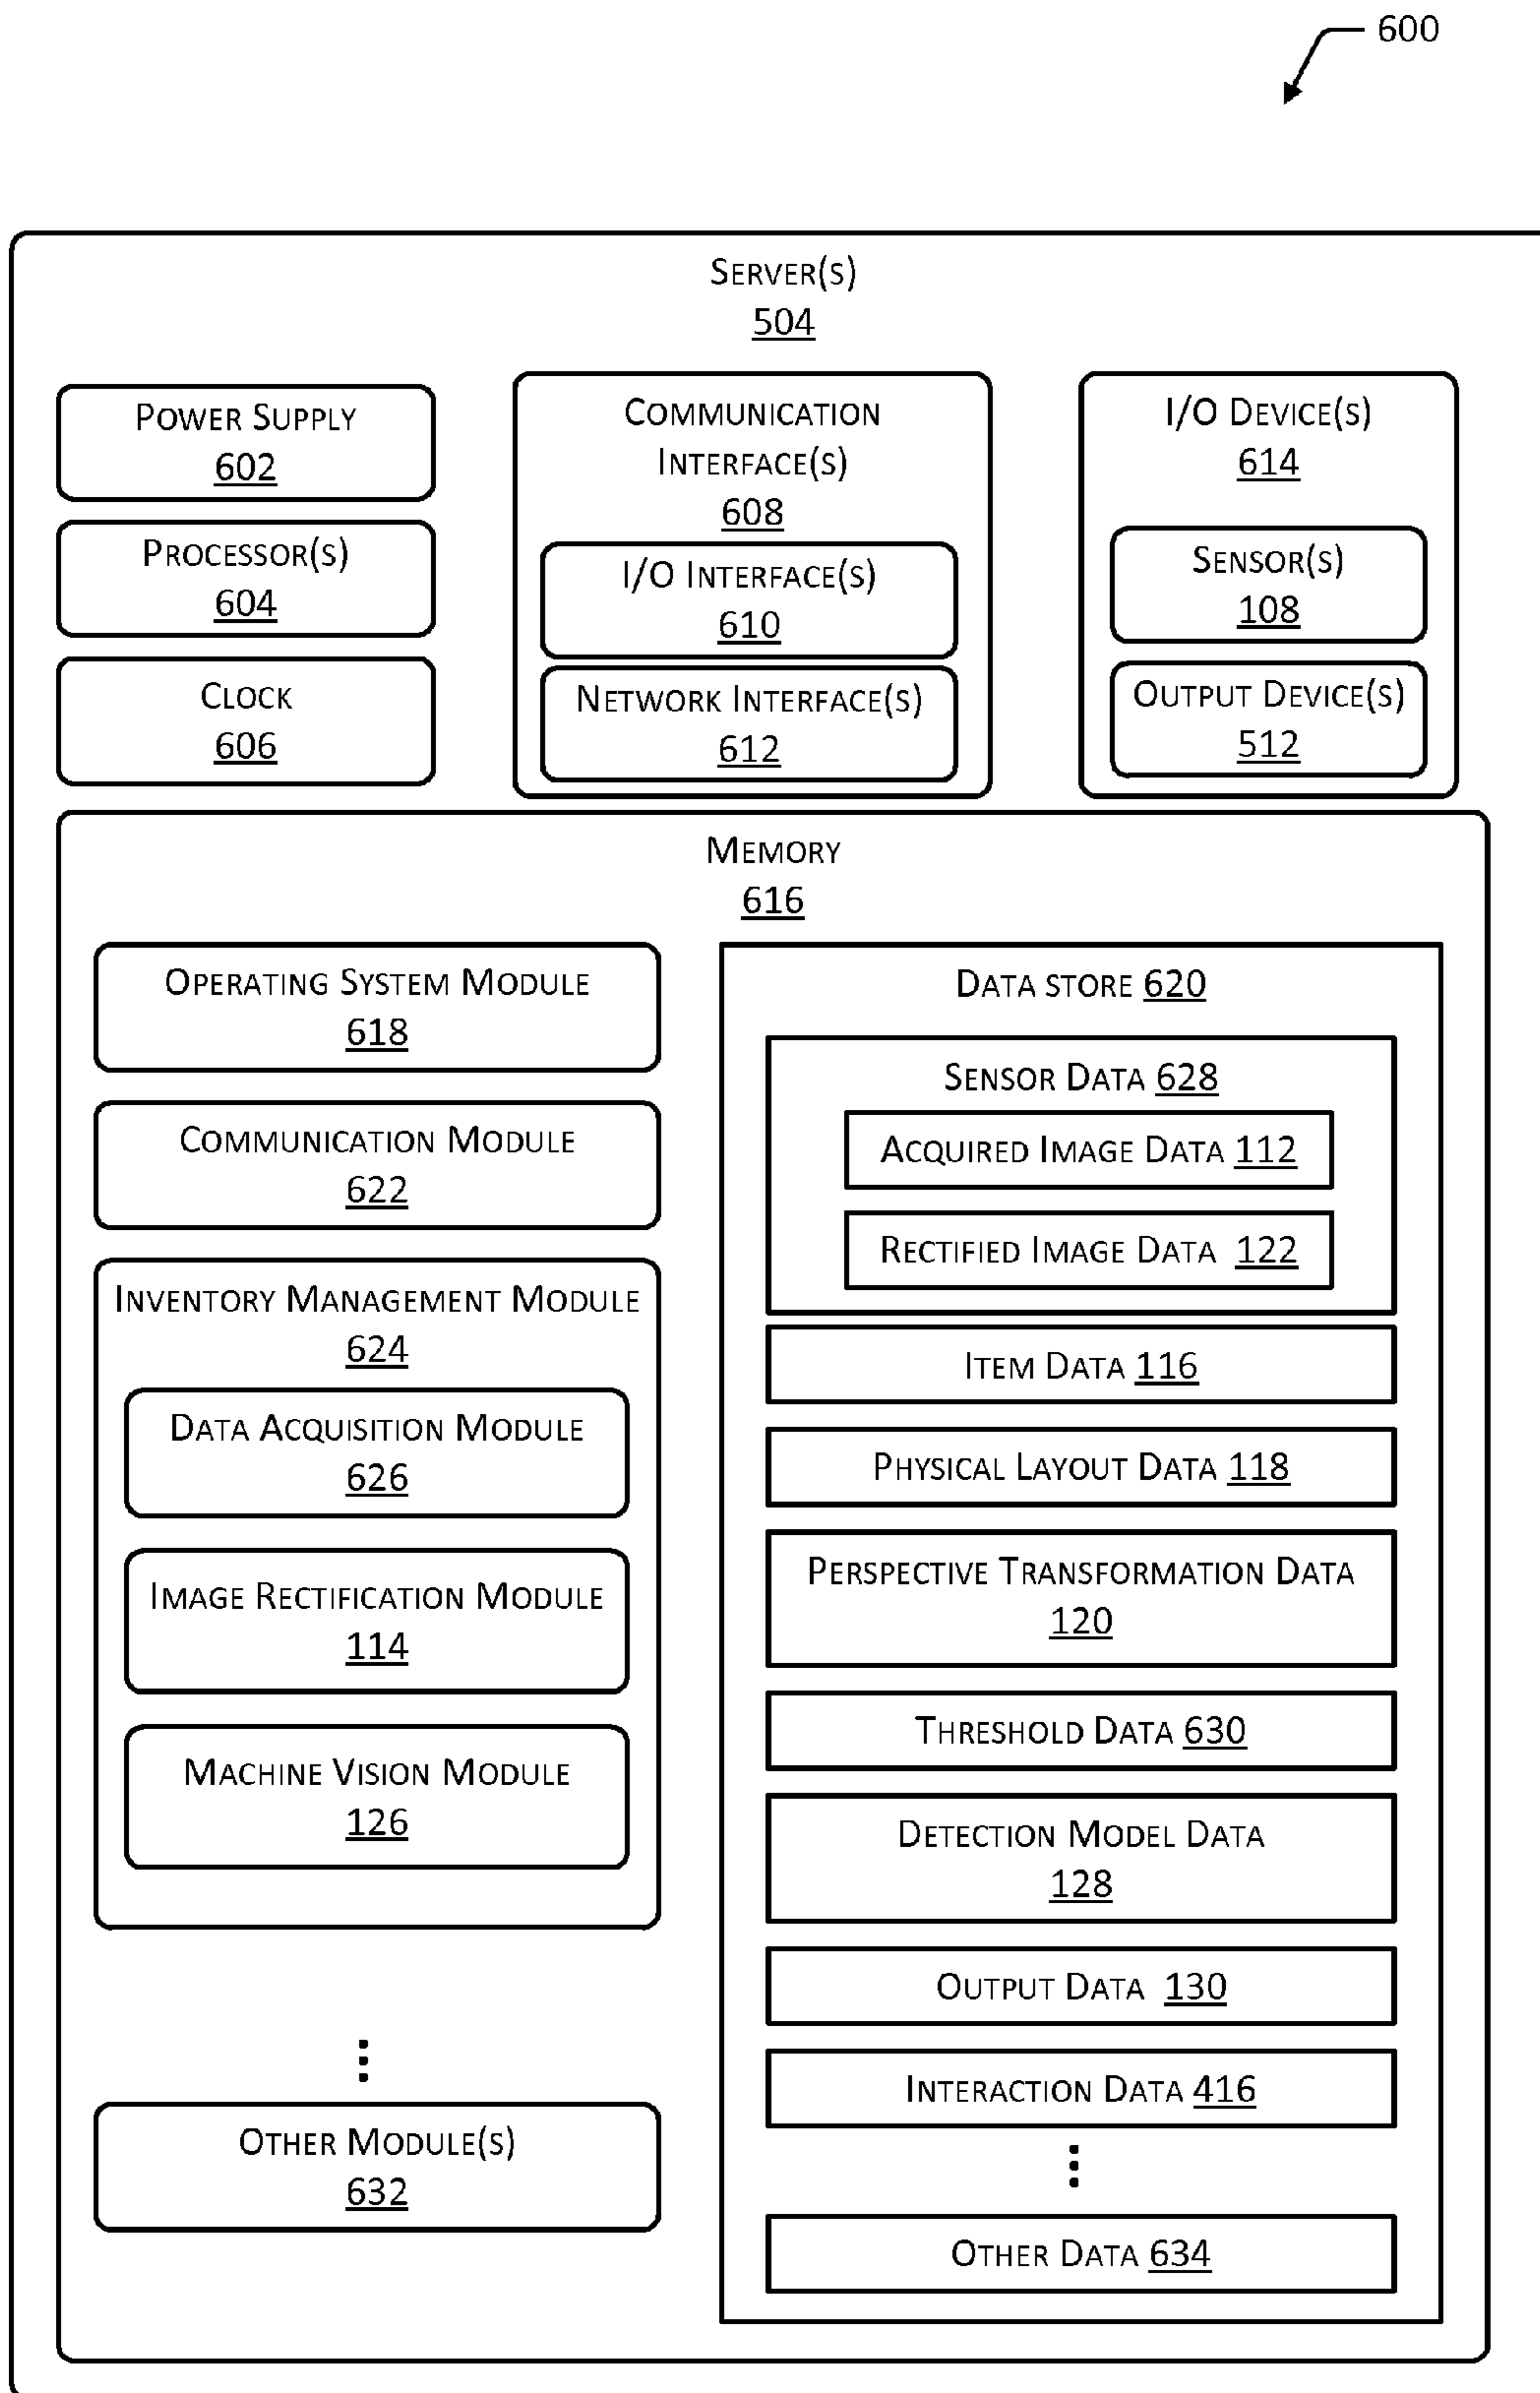 600
SERVER(S)
504
POWER SUPPLY
602
PROCESSOR(S)
604
CLOCK
606
COMMUNICATION
INTERFACE(S)
608
I/O INTERFACE(S)
610
NETWORK INTERFACE(S)
612
I/O DEVICE(S)
614
SENSOR(S)
108
OUTPUT DEVICE(S)
512
MEMORY
616
OPERATING SYSTEM MODULE
618
COMMUNICATION MODULE
622
INVENTORY MANAGEMENT MODULE
624
DATA ACQUISITION MODULE
626
IMAGE RECTIFICATION MODULE
114
MACHINE VISION MODULE
126
OTHER MODULE(S)
632
DATA STORE 620
SENSOR DATA 628
ACQUIRED IMAGE DATA 112
RECTIFIED IMAGE DATA 122
ITEM DATA 116
PHYSICAL LAYOUT DATA 118
PERSPECTIVE TRANSFORMATION DATA
120
THRESHOLD DATA 630
DETECTION MODEL DATA
128
OUTPUT DATA 130
INTERACTION DATA 416
OTHER DATA 634